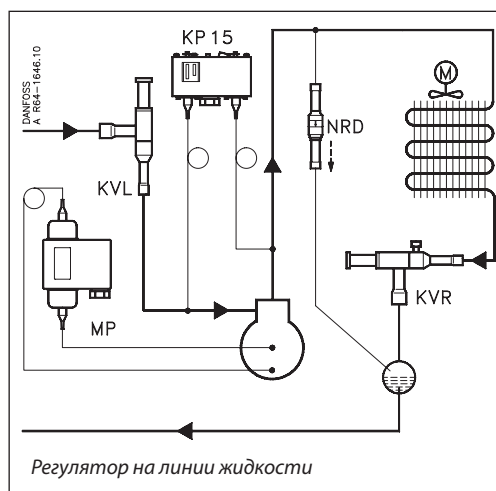 DANFOSS
A R64-1646.10
KP 15
M
NRD
KVL
MP
KVR
Регулятор на линии жидкости